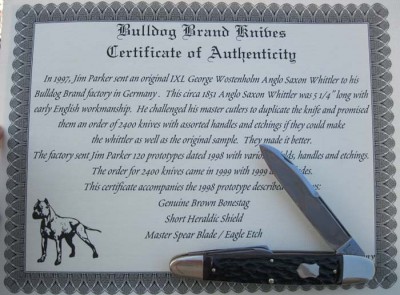 Bulldog Brand Knives
Certificate of Authenticity
In 1997, Jim Parker sent an original IXL George Wostenholm Anglo Saxon Whittler to his
Bulldog Brand factory in Germany. This circa 1851 Anglo Saxon Whittler was 5 1/4" long with
early English workmanship. He challenged his master cutlers to duplicate the knife and promised
them an order of 2400 knives with assorted handles and etchings if they could make
the whittler as well as the original sample. They made it better.
The factory sent Jim Parker 120 prototypes dated 1998 with handles and etchings.
The order for 2400 knives came in 1999 with 1999
This certificate accompanies the 1998 prototype
Genuine Brown Bonestag
Short Heraldic Shield
Master Spear Blade / Eagle Etch